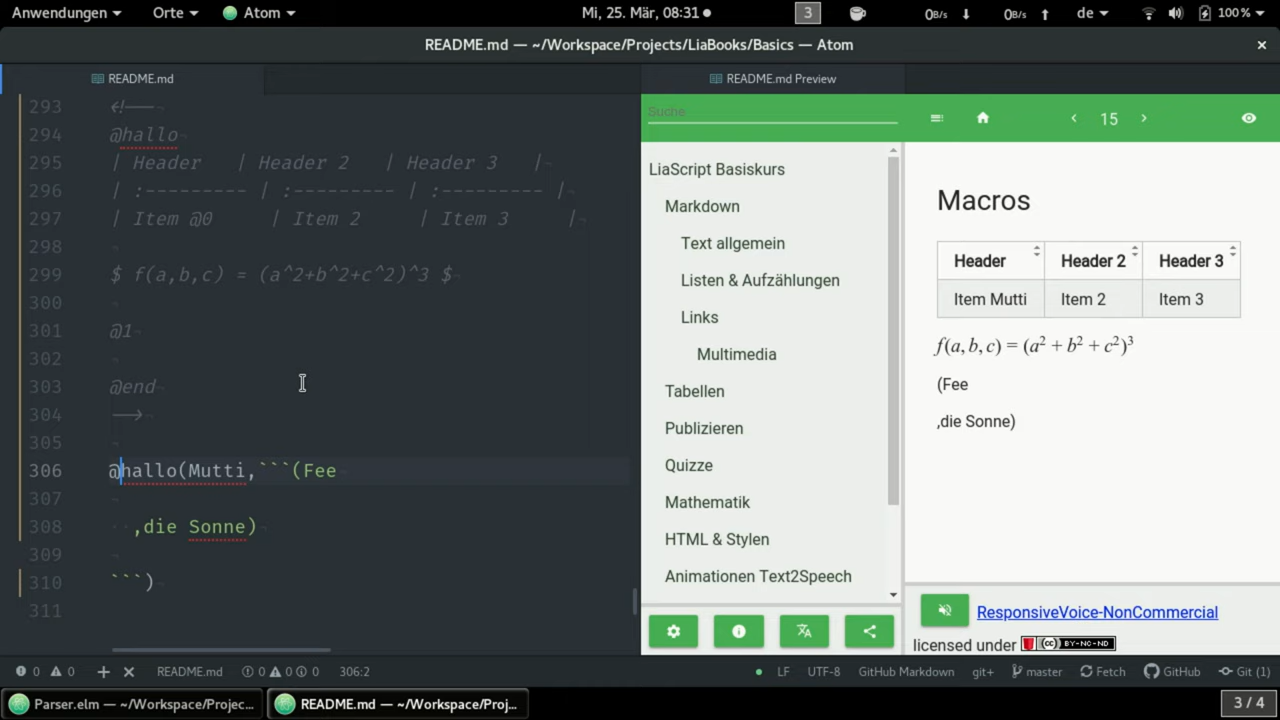 Anwendungen Orte Atom Mi, 25. Mär, 08:31 3 0B/s 0B/s de 100 %
README.md — ~/Workspace/Projects/LiaBooks/Basics — Atom
README.md
README.md Preview
293 <!--
294 @hallo
295 | Header | Header 2 | Header 3 |
296 | :--------- | :--------- | :--------- |
297 | Item @0 | Item 2 | Item 3 |
298
299 $ f(a,b,c) = (a^2+b^2+c^2)^3 $
300
301 @1
302
303 @end
304 -->
305
306 @hallo(Mutti,```(Fee
307
308 ,die Sonne)
309
310 ```)
311
Suche
15
LiaScript Basiskurs
Markdown
Text allgemein
Listen & Aufzählungen
Links
Multimedia
Tabellen
Publizieren
Quizze
Mathematik
HTML & Stylen
Animationen Text2Speech
Macros
Header Header 2 Header 3
Item Mutti Item 2 Item 3
f(a, b, c) = (a² + b² + c²)³
(Fee
,die Sonne)
ResponsiveVoice-NonCommercial
licensed under (cc) BY-NC-ND
0 0 README.md 0 0 0 306:2 LF UTF-8 GitHub Markdown git+ master Fetch GitHub Git (1)
Parser.elm — ~/Workspace/Projec... README.md — ~/Workspace/Proj... 3 / 4